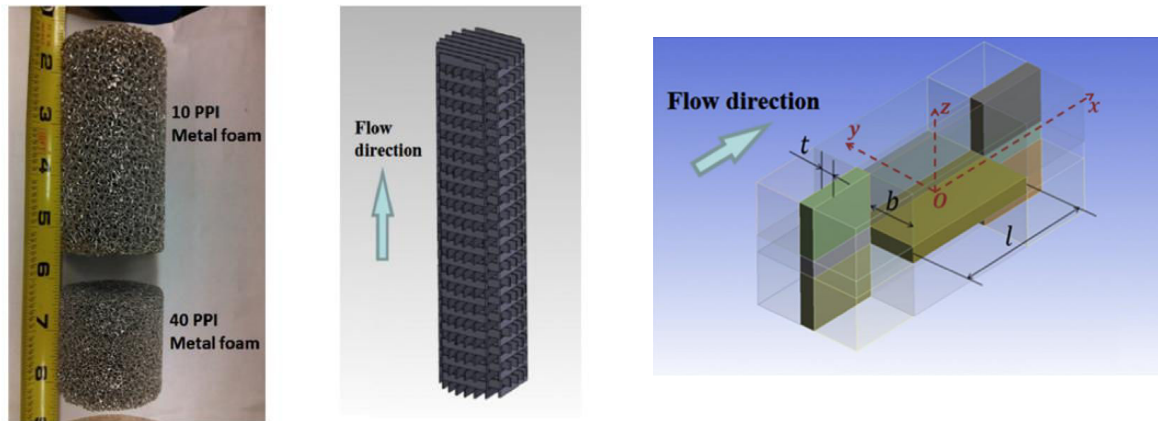 2
3
10 PPI
Metal foam
4
5
6
7
40 PPI
Metal foam
8
Flow
direction
Flow direction
t
y
z
x
b
O
l